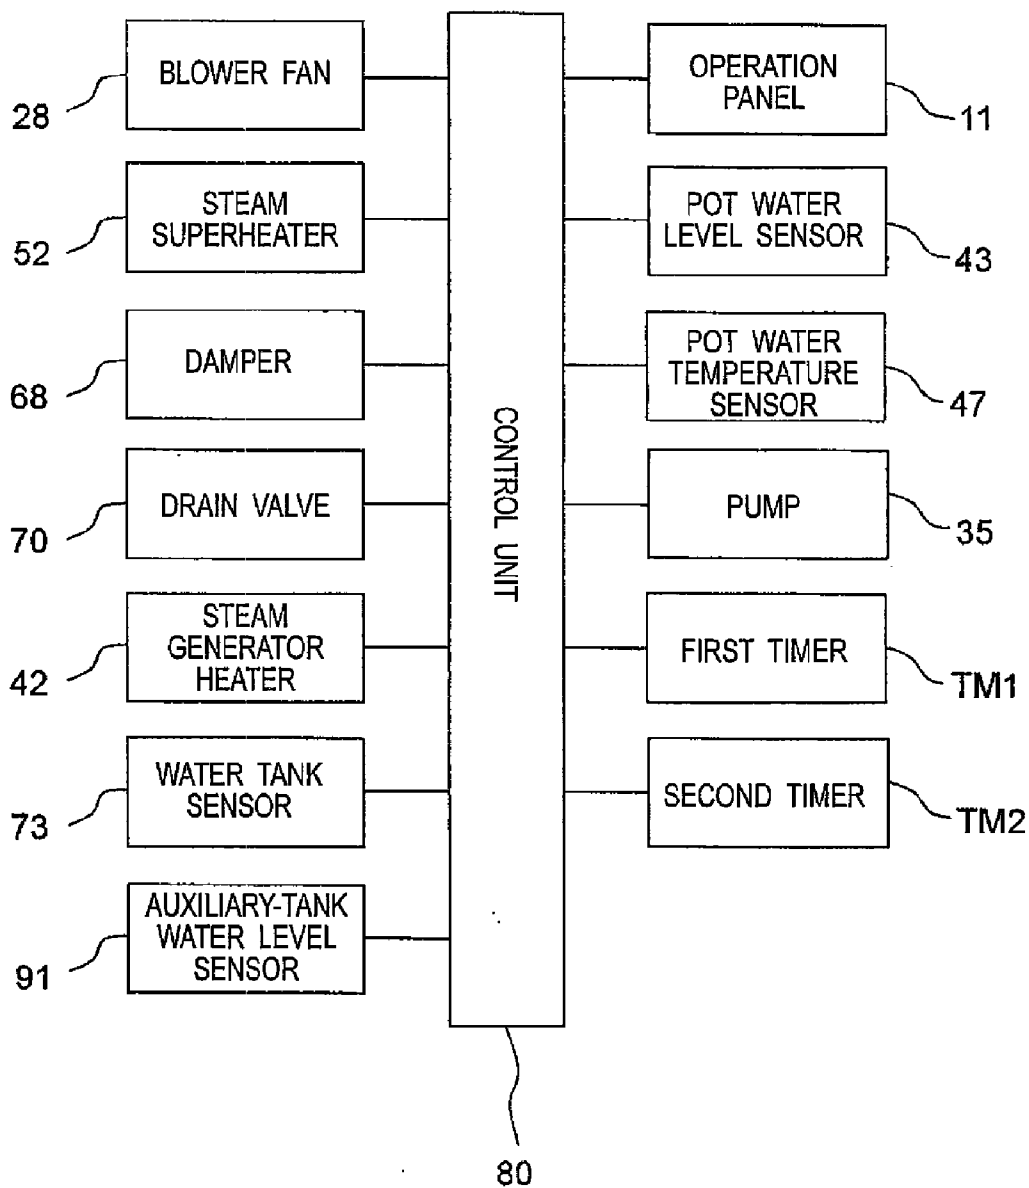 BLOWER FAN
28
STEAM
SUPERHEATER
52
DAMPER
68
DRAIN VALVE
70
STEAM
GENERATOR
HEATER
42
WATER TANK
SENSOR
73
AUXILIARY-TANK
WATER LEVEL
SENSOR
91
CONTROL UNIT
80
OPERATION
PANEL
11
POT WATER
LEVEL SENSOR
43
POT WATER
TEMPERATURE
SENSOR
47
PUMP
35
FIRST TIMER
TM1
SECOND TIMER
TM2